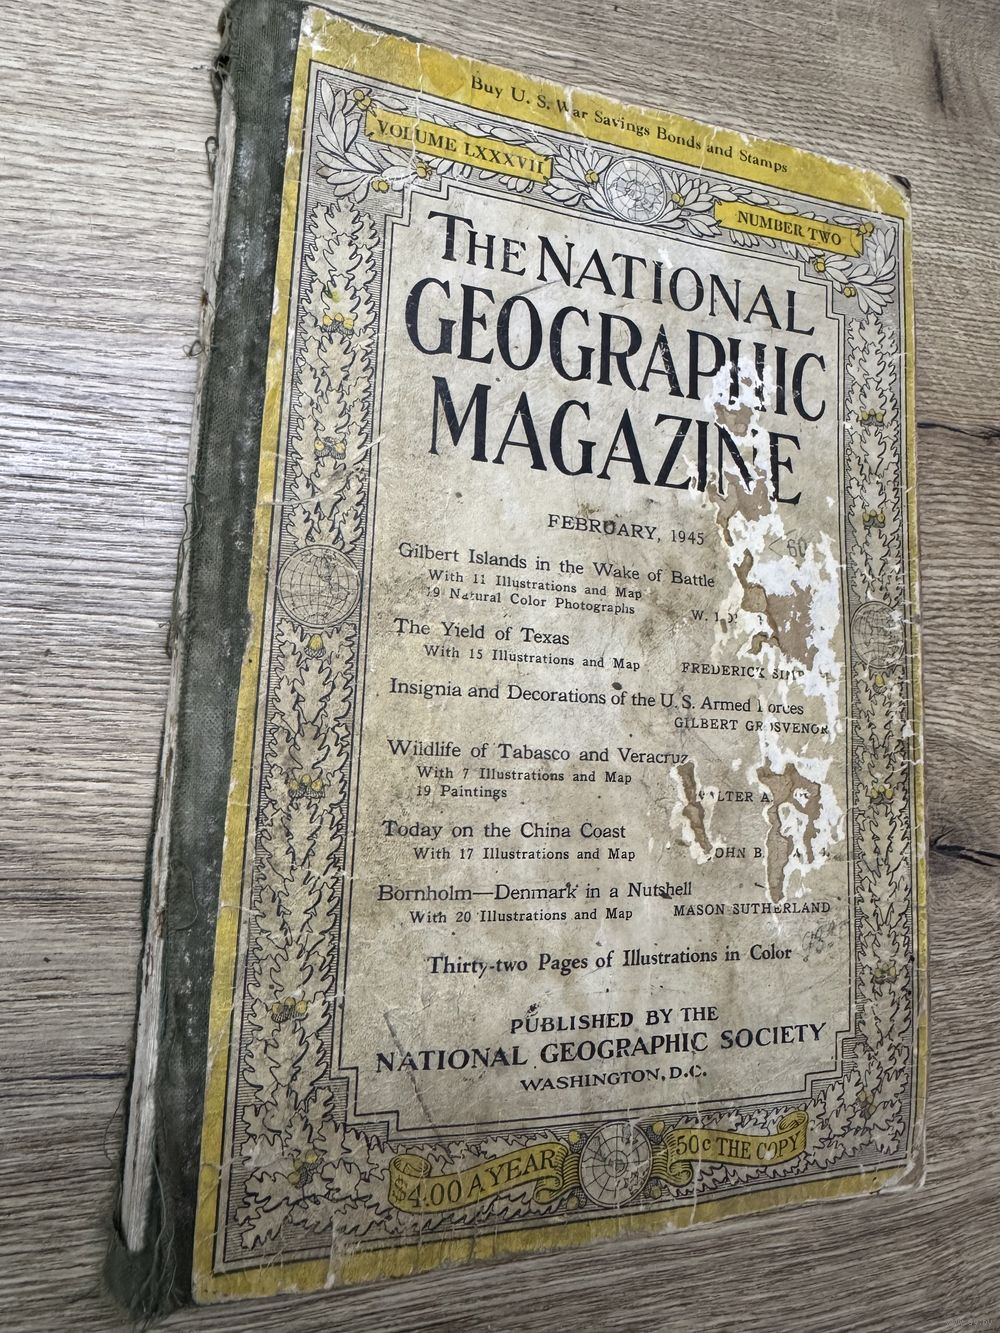 Buy U. S. War Savings Bonds and Stamps
VOLUME LXXXVII
NUMBER TWO
THE NATIONAL
GEOGRAPHIC
MAGAZINE
FEBRUARY, 1945
Gilbert Islands in the Wake of Battle
With 11 Illustrations and Map
19 Natural Color Photographs
W.
The Yield of Texas
With 15 Illustrations and Map
FREDERICK
Insignia and Decorations of the U. S. Armed Forces
GILBERT GROSVENOR
Wildlife of Tabasco and Veracruz
With 7 Illustrations and Map
19 Paintings
Today on the China Coast
With 17 Illustrations and Map
Bornholm—Denmark in a Nutshell
With 20 Illustrations and Map
MASON SUTHERLAND
Thirty-two Pages of Illustrations in Color
PUBLISHED BY THE
NATIONAL GEOGRAPHIC SOCIETY
WASHINGTON, D.C.
$4.00 A YEAR
50c THE COPY